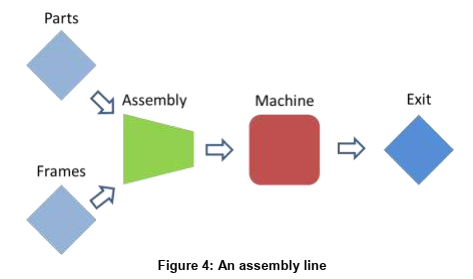 Parts
Assembly
Machine
Exit
Frames
Figure 4: An assembly line